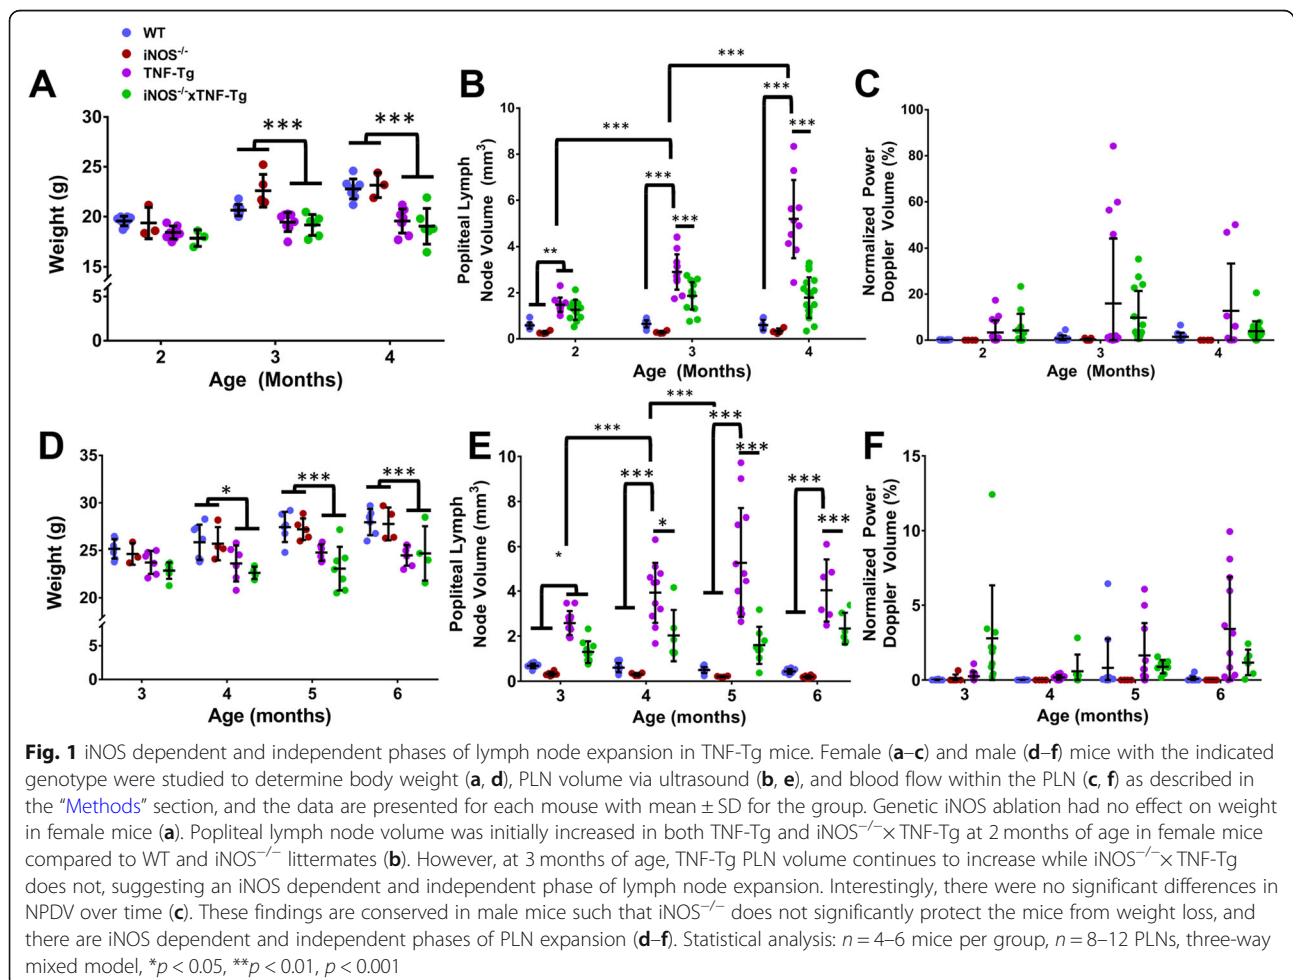 WT
iNOS⁻/⁻
TNF-Tg
iNOS⁻/⁻xTNF-Tg
A
Weight (g)
30
25
20
15
5
0
*** ***
2 3 4
Age (Months)
B
Popliteal Lymph
Node Volume (mm³)
10
8
6
4
2
0
** *** *** *** *** *** ***
2 3 4
Age (Months)
C
Normalized Power
Doppler Volume (%)
100
80
60
40
20
0
2 3 4
Age (Months)
D
Weight (g)
35
30
25
20
5
0
* *** ***
3 4 5 6
Age (months)
E
Popliteal Lymph
Node Volume (mm³)
10
8
6
4
2
0
* *** *** * *** *** *** *** ***
3 4 5 6
Age (months)
F
Normalized Power
Doppler Volume (%)
15
10
5
0
3 4 5 6
Age (months)
Fig. 1 iNOS dependent and independent phases of lymph node expansion in TNF-Tg mice. Female (a–c) and male (d–f) mice with the indicated
genotype were studied to determine body weight (a, d), PLN volume via ultrasound (b, e), and blood flow within the PLN (c, f) as described in
the “Methods” section, and the data are presented for each mouse with mean ± SD for the group. Genetic iNOS ablation had no effect on weight
in female mice (a). Popliteal lymph node volume was initially increased in both TNF-Tg and iNOS⁻/⁻× TNF-Tg at 2 months of age in female mice
compared to WT and iNOS⁻/⁻ littermates (b). However, at 3 months of age, TNF-Tg PLN volume continues to increase while iNOS⁻/⁻× TNF-Tg
does not, suggesting an iNOS dependent and independent phase of lymph node expansion. Interestingly, there were no significant differences in
NPDV over time (c). These findings are conserved in male mice such that iNOS⁻/⁻ does not significantly protect the mice from weight loss, and
there are iNOS dependent and independent phases of PLN expansion (d–f). Statistical analysis: n = 4–6 mice per group, n = 8–12 PLNs, three-way
mixed model, *p < 0.05, **p < 0.01, p < 0.001